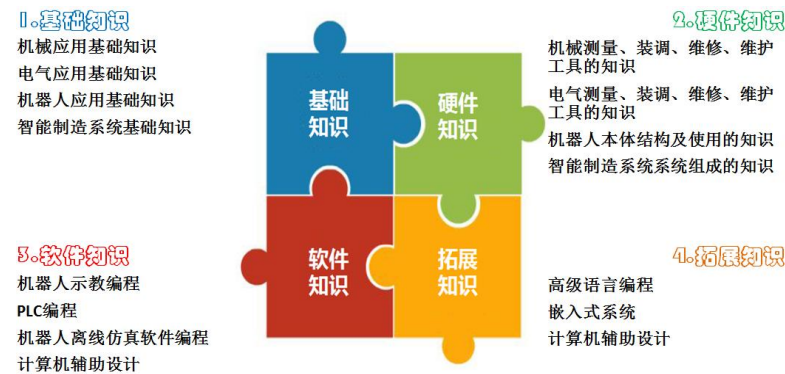 1.基础知识
机械应用基础知识
电气应用基础知识
机器人应用基础知识
智能制造系统基础知识
2.硬件知识
机械测量、装调、维修、维护
工具的知识
电气测量、装调、维修、维护
工具的知识
机器人本体结构及使用的知识
智能制造系统系统组成的知识
基础
知识
硬件
知识
软件
知识
拓展
知识
3.软件知识
机器人示教编程
PLC编程
机器人离线仿真软件编程
计算机辅助设计
4.拓展知识
高级语言编程
嵌入式系统
计算机辅助设计